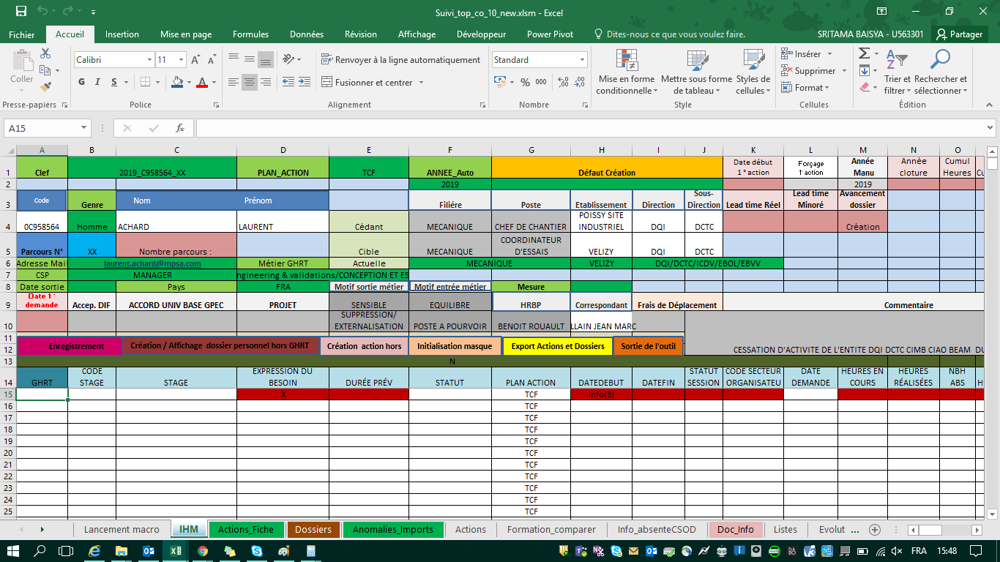 Suivi_top_co_10_new.xlsm - Excel
Fichier Accueil Insertion Mise en page Formules Données Révision Affichage Développeur Power Pivot Dites-nous ce que vous voulez faire. SRITAMA BAISYA - U563301 Partager
Coller
Calibri 11
G I S
Renvoyer à la ligne automatiquement
Fusionner et centrer
Standard
% 000
Mise en forme conditionnelle
Mettre sous forme de tableau
Styles de cellules
Insérer
Supprimer
Format
Trier et filtrer
Rechercher et sélectionner
Presse-papiers Police Alignement Nombre Style Cellules Édition
A15 fx
A B C D E F G H I J K L M N O
1 Clef 2019_C958564_XX PLAN_ACTION TCF ANNEE_Auto Défaut Création Date début 1° action Forçage 1' action Année Manu Année cloture Cumul Heures
2 2019 2019
3 Code Genre Nom Prénom Filiére Poste Etablissement Direction Sous-Direction Lead time Réel Lead time Minoré Avancement dossier
4 0C958564 Homme ACHARD LAURENT Cédant MECANIQUE CHEF DE CHANTIER POISSY SITE INDUSTRIEL DQI DCTC Création
5 Parcours N° XX Nombre parcours : Cible MECANIQUE COORDINATEUR D'ESSAIS VELIZY DQI DCTC
6 Adresse Mail laurent.achard@mpsa.com Métier GHRT Actuelle MECANIQUE VELIZY DQI/DCTC/ICDV/EBOL/EBVV
7 CSP MANAGER ngineering & validations/CONCEPTION ET ES
8 Date sortie Pays FRA Motif sortie métier Motif entrée métier Mesure
9 Date 1° demande Accep. DIF ACCORD UNIV BASE GPEC PROJET SENSIBLE EQUILIBRE HRBP Correspondant Frais de Déplacement Commentaire
10 SUPPRESSION/ EXTERNALISATION POSTE A POURVOIR BENOIT ROUAULT LLAIN JEAN MARC
11
12 Enregistrement Création / Affichage dossier personnel hors GHRT Création action hors Initialisation masque Export Actions et Dossiers Sortie de l'outil CESSATION D'ACTIVITE DE L'ENTITE DQI DCTC CIMB CIAO BEAM DU
13 N
14 GHRT CODE STAGE STAGE EXPRESSION DU BESOIN DURÉE PRÉV STATUT PLAN ACTION DATEDEBUT DATEFIN STATUT SESSION CODE SECTEUR ORGANISATEU DATE DEMANDE HEURES EN COURS HEURES RÉALISÉES NBH ABS H
15 X TCF Info(S)
16 TCF
17 TCF
18 TCF
19 TCF
20 TCF
21 TCF
22 TCF
23 TCF
24 TCF
25 TCF
Lancement macro IHM Actions_Fiche Dossiers Anomalies_Imports Actions Formation_comparer Info_absenteCSOD Doc_Info Listes Evolut ...
FRA 15:48